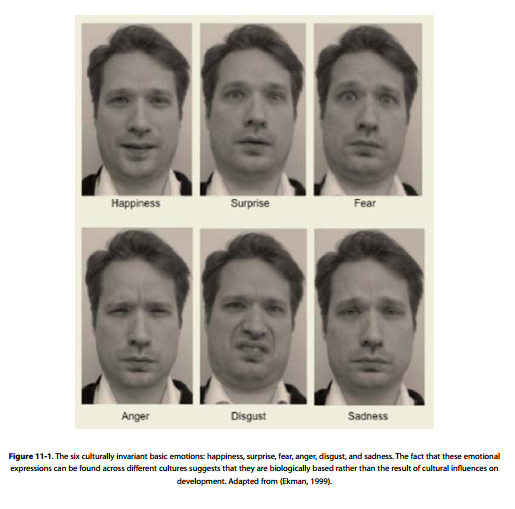 Happiness Surprise Fear
Anger Disgust Sadness
Figure 11-1. The six culturally invariant basic emotions: happiness, surprise, fear, anger, disgust, and sadness. The fact that these emotional
expressions can be found across different cultures suggests that they are biologically based rather than the result of cultural influences on
development. Adapted from (Ekman, 1999).